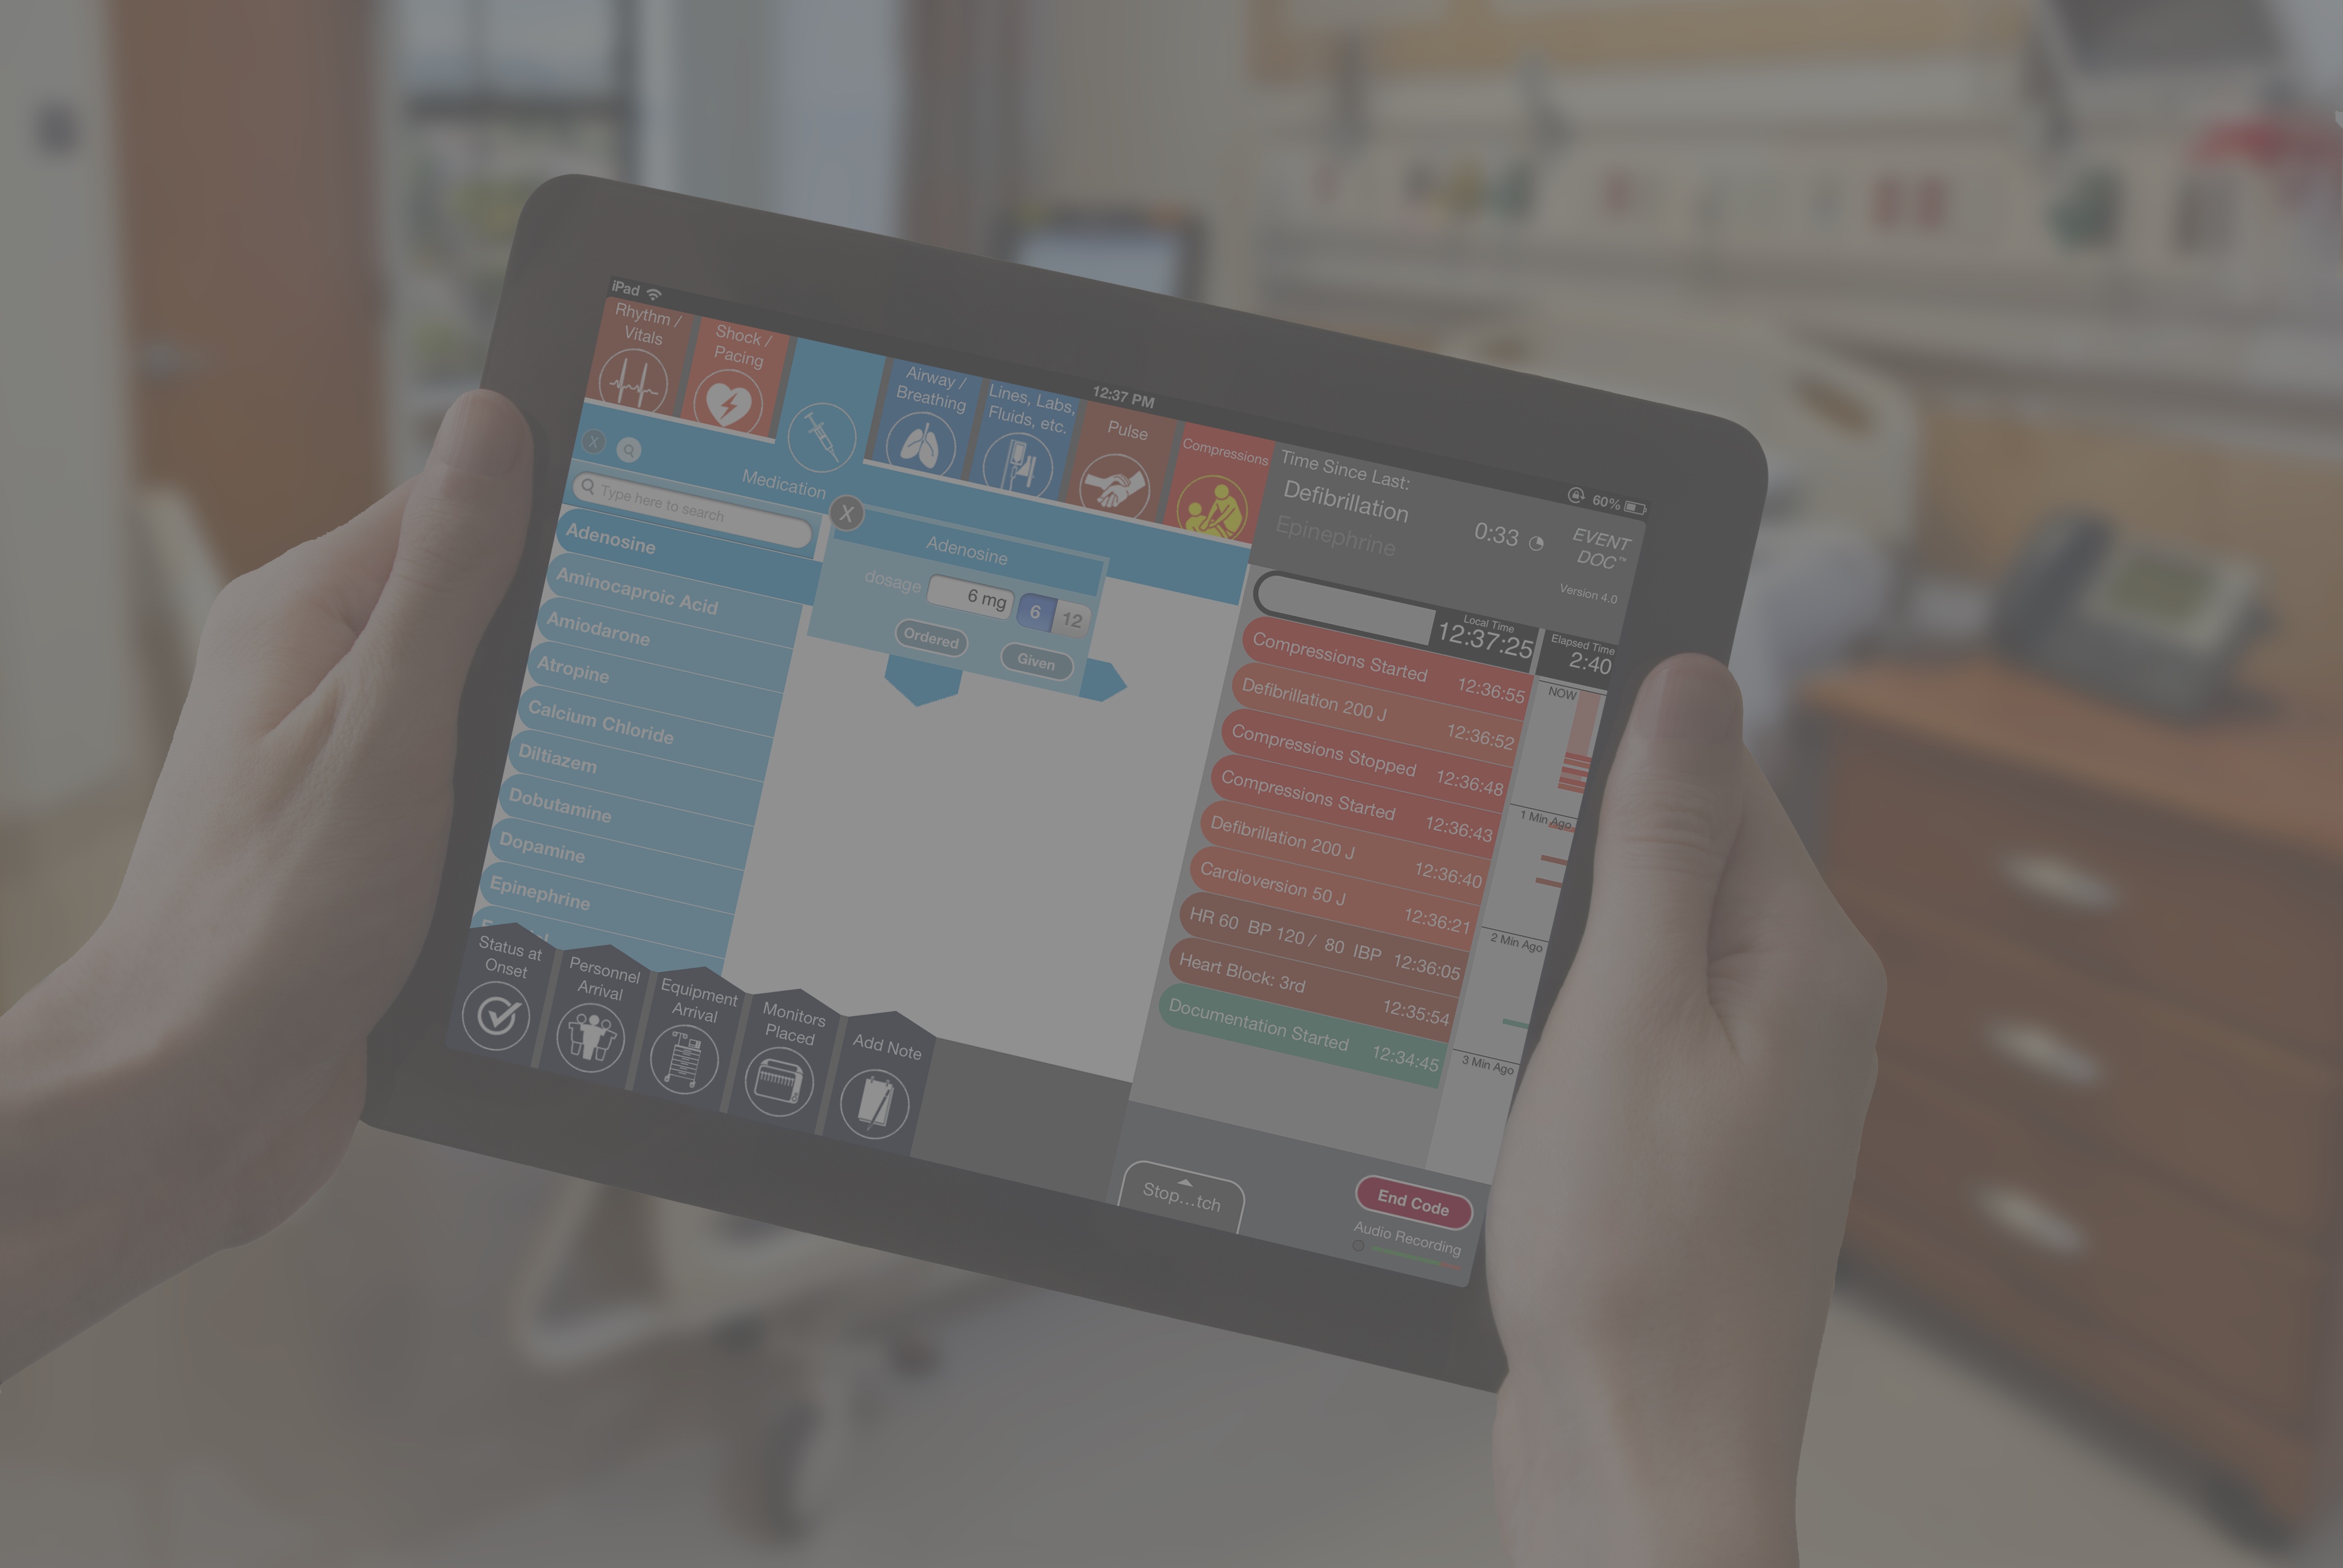 iPad
12:37 PM
60%
Rhythm /
Vitals
Shock /
Pacing
Airway /
Breathing
Lines, Labs,
Fluids, etc.
Pulse
Compressions
Time Since Last:
Defibrillation
0:33
Epinephrine
EVENT
DOC™
Version 4.0
X
Medication
Type here to search
Adenosine
Aminocaproic Acid
Amiodarone
Atropine
Calcium Chloride
Diltiazem
Dobutamine
Dopamine
Epinephrine
X
Adenosine
dosage
6 mg
6
12
Ordered
Given
Local Time
12:37:25
Elapsed Time
2:40
Compressions Started 12:36:55
Defibrillation 200 J 12:36:52
Compressions Stopped 12:36:48
Compressions Started 12:36:43
Defibrillation 200 J 12:36:40
Cardioversion 50 J 12:36:21
HR 60 BP 120 / 80 IBP 12:36:05
Heart Block: 3rd 12:35:54
Documentation Started 12:34:45
NOW
1 Min Ago
2 Min Ago
3 Min Ago
Status at
Onset
Personnel
Arrival
Equipment
Arrival
Monitors
Placed
Add Note
Stop...tch
End Code
Audio Recording